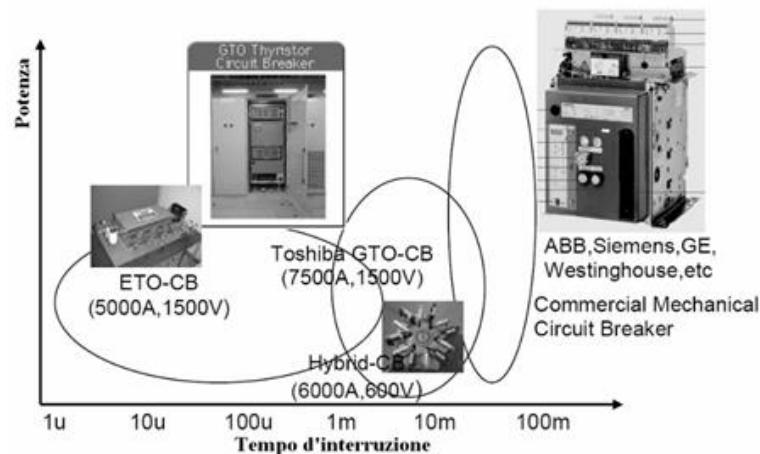 Potenza
GTO Thyristor
Circuit Breaker
ETO-CB
(5000A,1500V)
Toshiba GTO-CB
(7500A,1500V)
Hybrid-CB
(6000A,600V)
ABB,Siemens,GE,
Westinghouse,etc
Commercial Mechanical
Circuit Breaker
1u 10u 100u 1m 10m 100m
Tempo d'interruzione